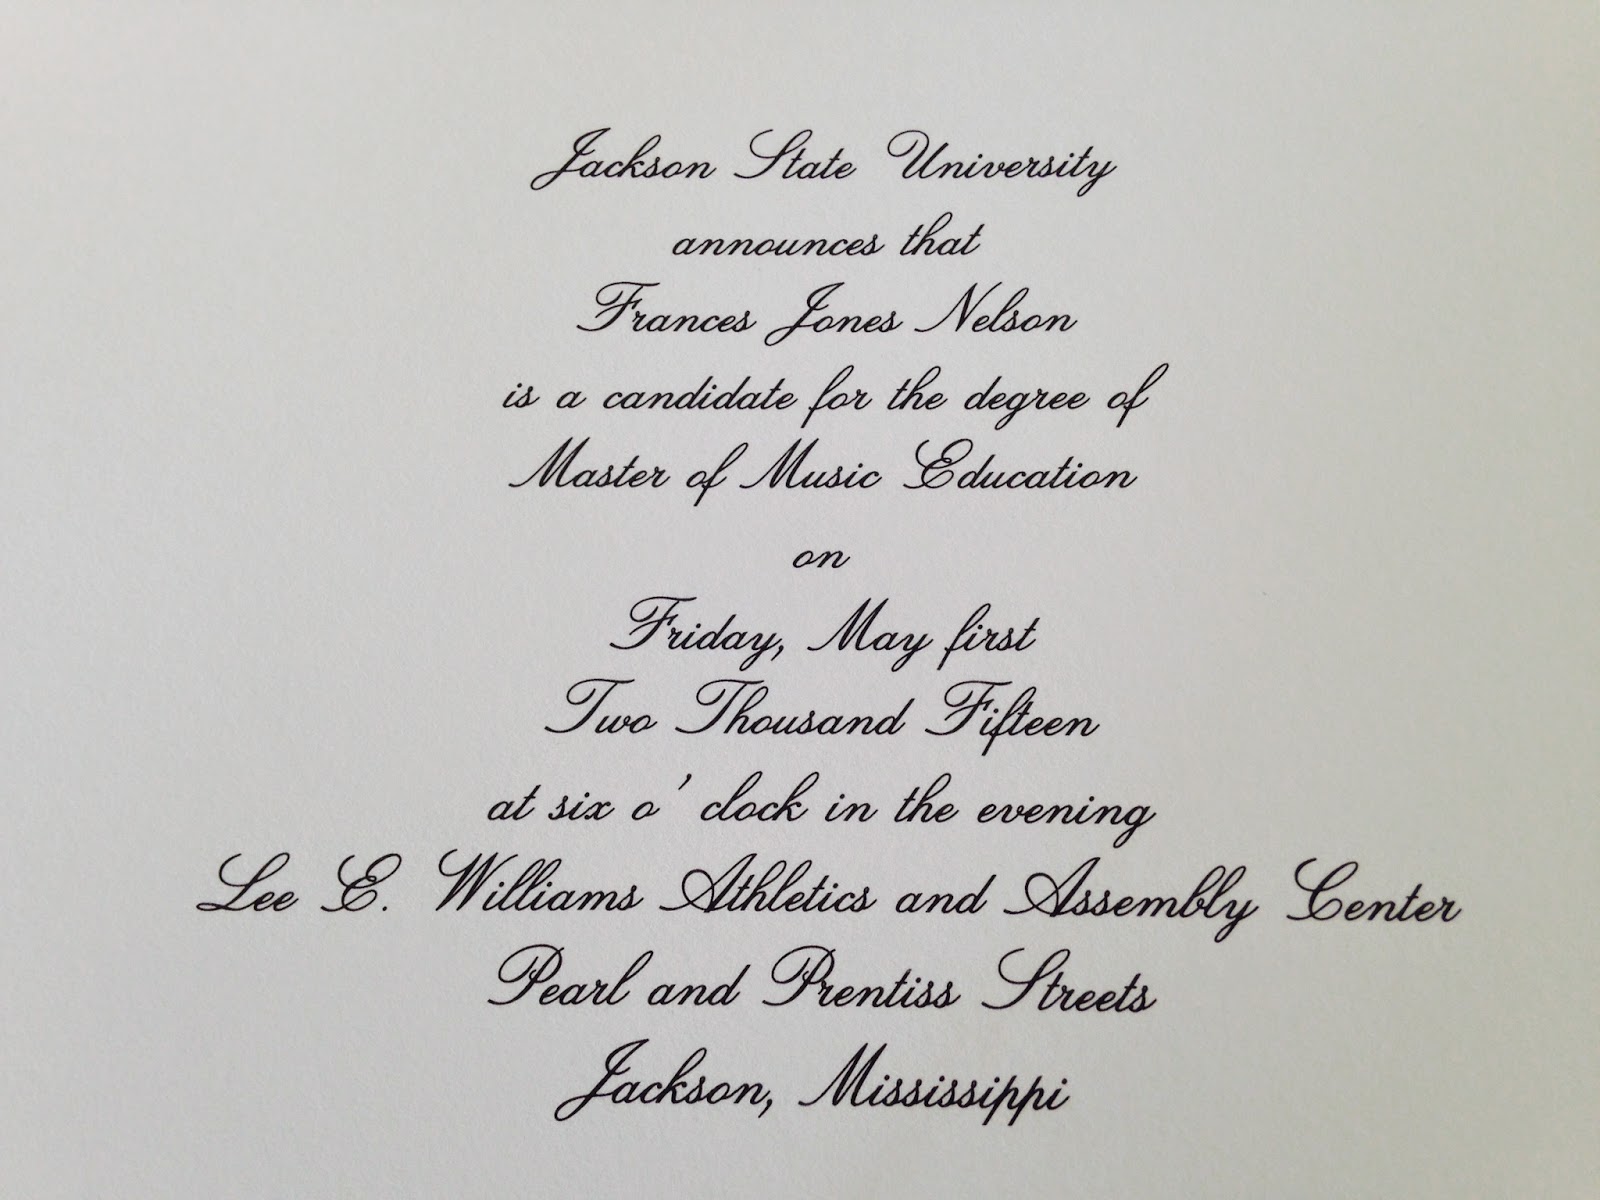 Jackson State University
announces that
Frances Jones Nelson
is a candidate for the degree of
Master of Music Education
on
Friday, May first
Two Thousand Fifteen
at six o' clock in the evening
Lee E. Williams Athletics and Assembly Center
Pearl and Prentiss Streets
Jackson, Mississippi